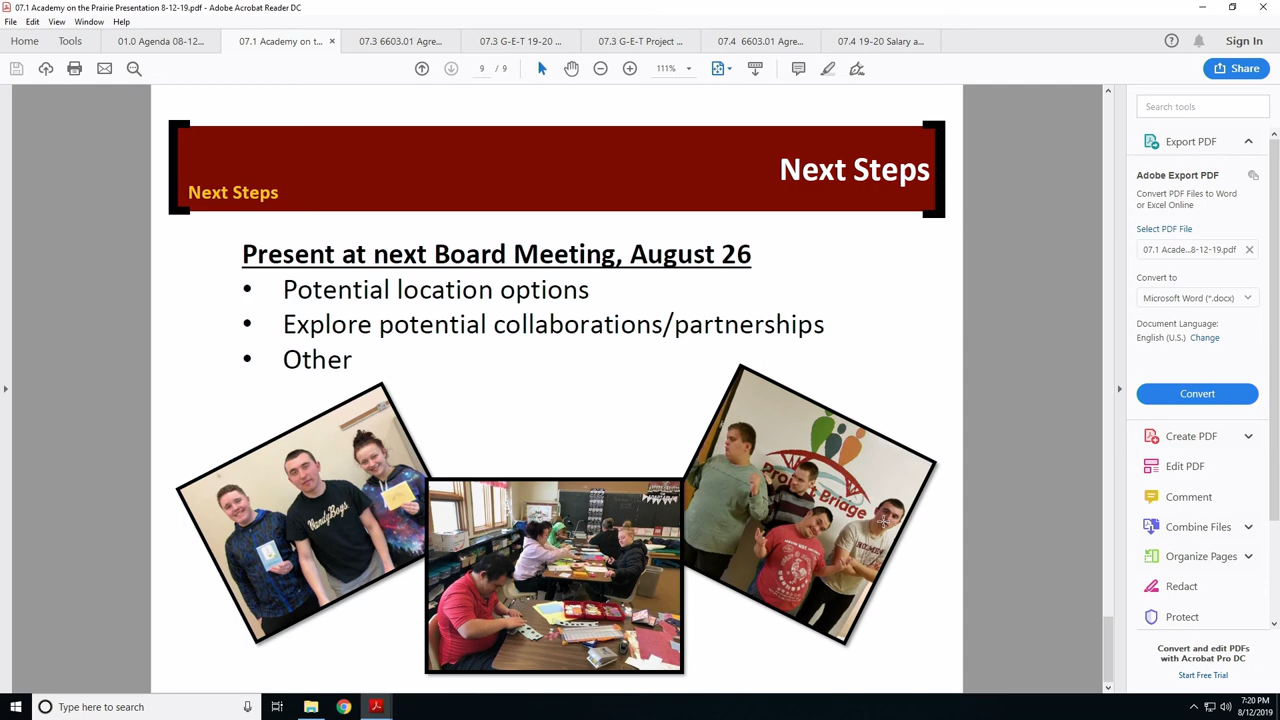 07.1 Academy on the Prairie Presentation 8-12-19.pdf - Adobe Acrobat Reader DC
File Edit View Window Help
Home Tools 01.0 Agenda 08-12... 07.1 Academy on t... × 07.3 6603.01 Agre... 07.3 G-E-T 19-20 ... 07.3 G-E-T Project ... 07.4 6603.01 Agre... 07.4 19-20 Salary a... Sign In
9 / 9 111% Share
Next Steps
Next Steps
Present at next Board Meeting, August 26
• Potential location options
• Explore potential collaborations/partnerships
• Other
VandyBoys
Bridge
Search tools
Export PDF
Adobe Export PDF
Convert PDF Files to Word
or Excel Online
Select PDF File
07.1 Acade...8-12-19.pdf
Convert to
Microsoft Word (*.docx)
Document Language:
English (U.S.) Change
Convert
Create PDF
Edit PDF
Comment
Combine Files
Organize Pages
Redact
Protect
Convert and edit PDFs
with Acrobat Pro DC
Start Free Trial
Type here to search
7:20 PM
8/12/2019